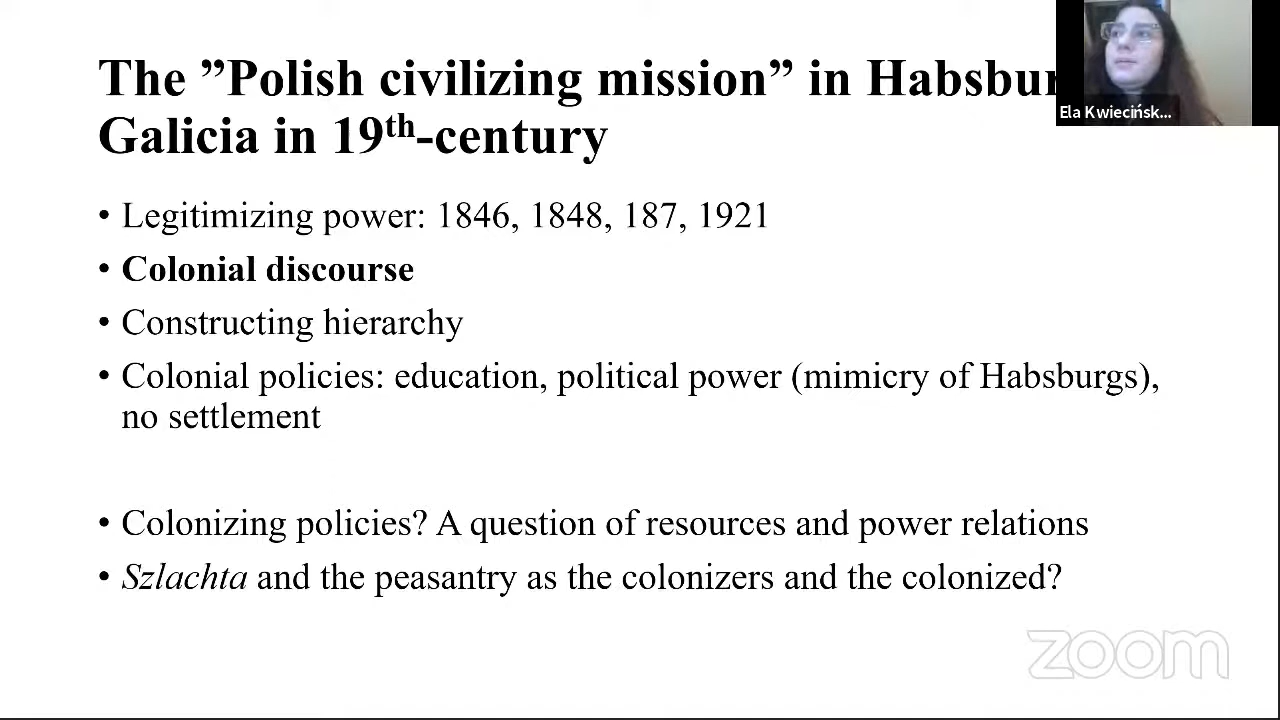 The ”Polish civilizing mission” in Habsbur
Galicia in 19th-century
• Legitimizing power: 1846, 1848, 187, 1921
• Colonial discourse
• Constructing hierarchy
• Colonial policies: education, political power (mimicry of Habsburgs),
no settlement
• Colonizing policies? A question of resources and power relations
• Szlachta and the peasantry as the colonizers and the colonized?
Ela Kwiecińsk...
zoom